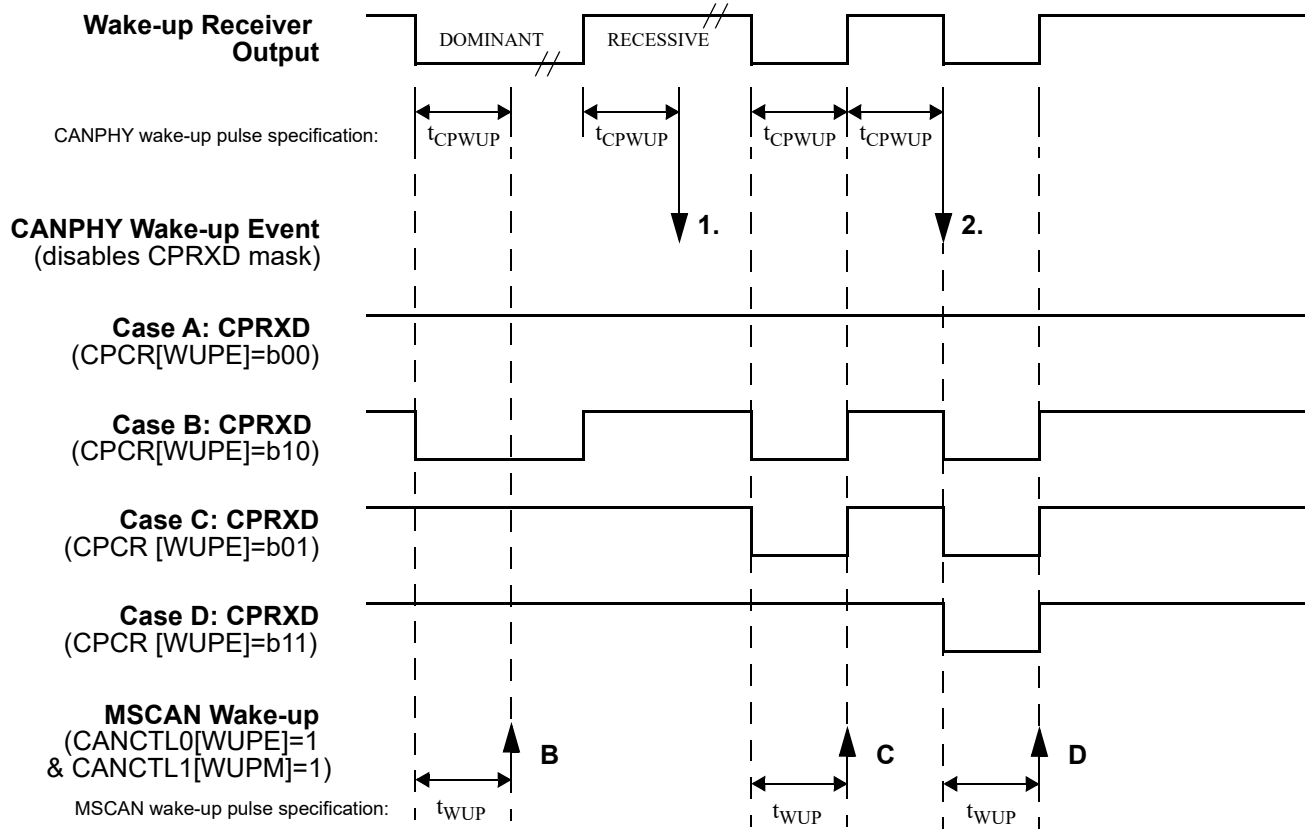 Wake-up Receiver
Output
DOMINANT
RECESSIVE
CANPHY wake-up pulse specification:
tCPWUP
tCPWUP
tCPWUP
tCPWUP
CANPHY Wake-up Event
(disables CPRXD mask)
1.
2.
Case A: CPRXD
(CPCR[WUPE]=b00)
Case B: CPRXD
(CPCR[WUPE]=b10)
Case C: CPRXD
(CPCR [WUPE]=b01)
Case D: CPRXD
(CPCR [WUPE]=b11)
MSCAN Wake-up
(CANCTL0[WUPE]=1
& CANCTL1[WUPM]=1)
B
C
D
MSCAN wake-up pulse specification:
tWUP
tWUP
tWUP